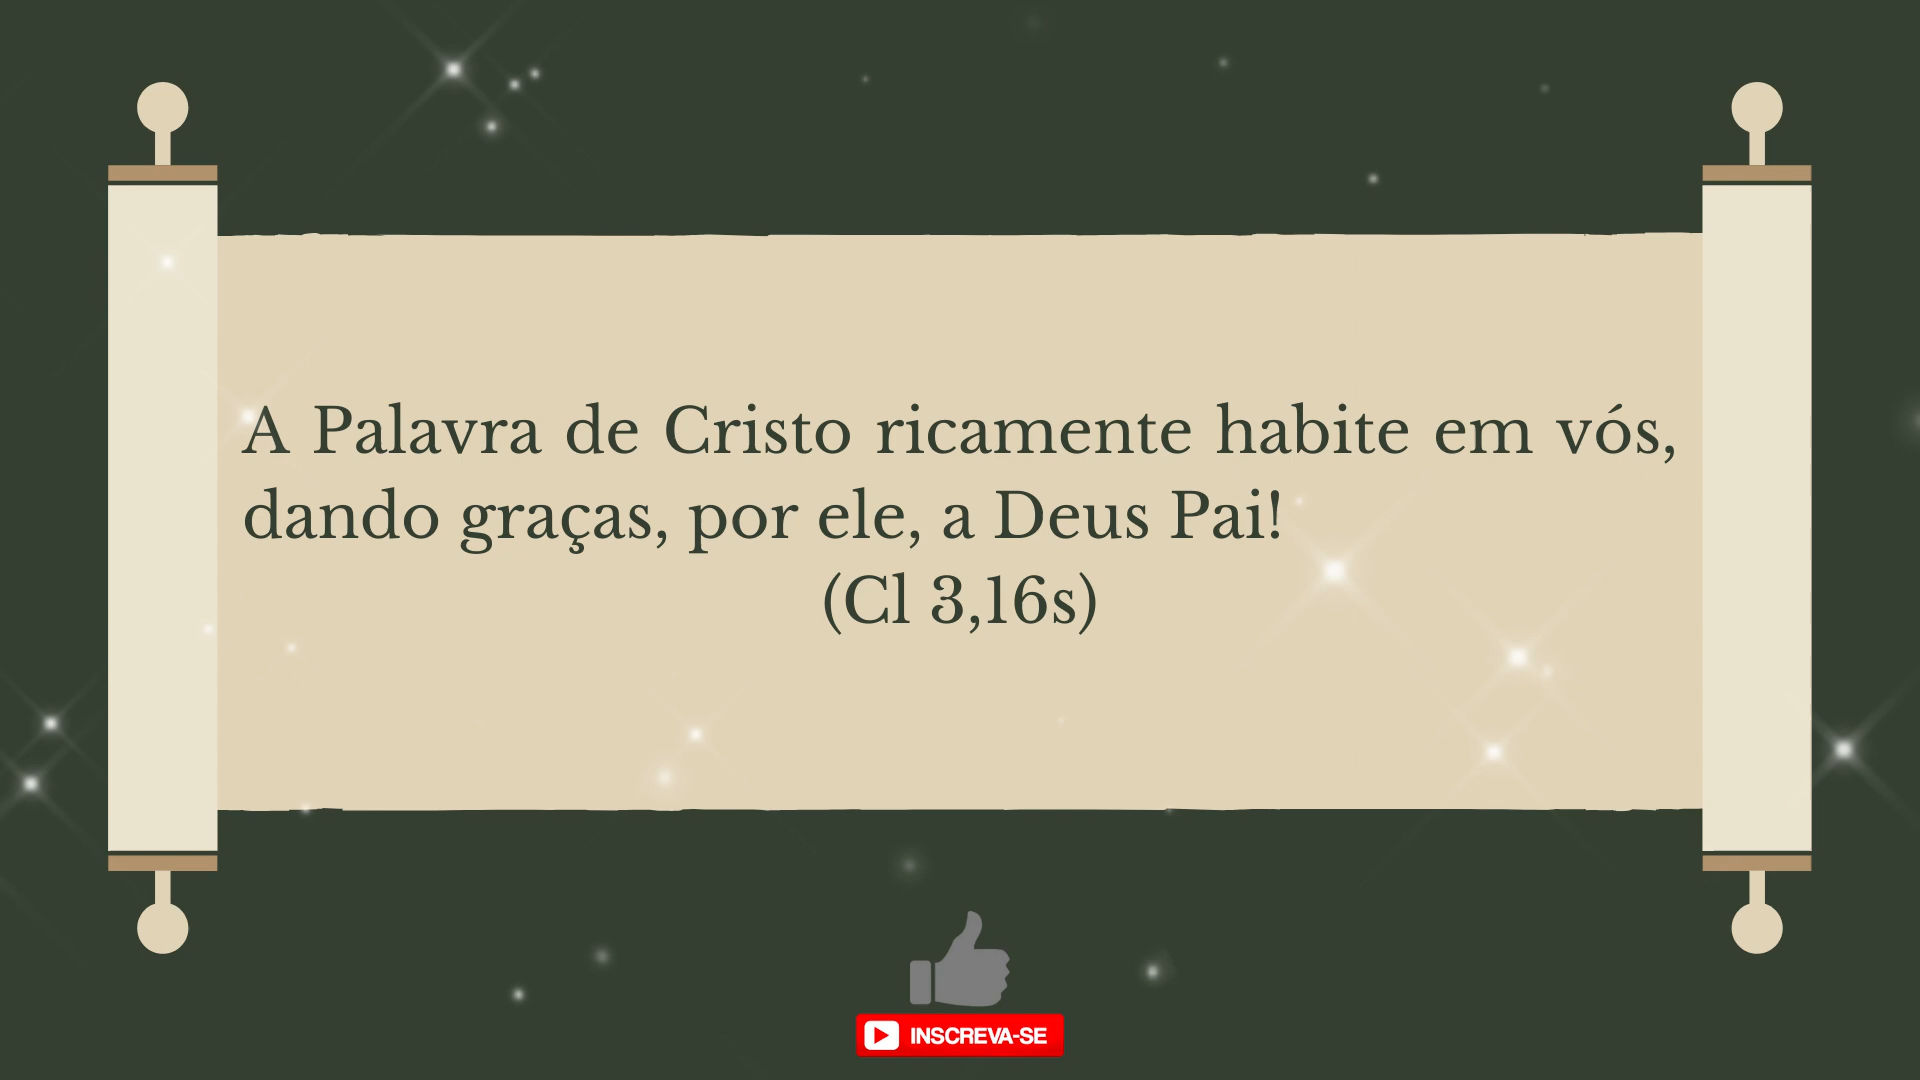 A Palavra de Cristo ricamente habite em vós,
dando graças, por ele, a Deus Pai!
(Cl 3,16s)
INSCREVA-SE